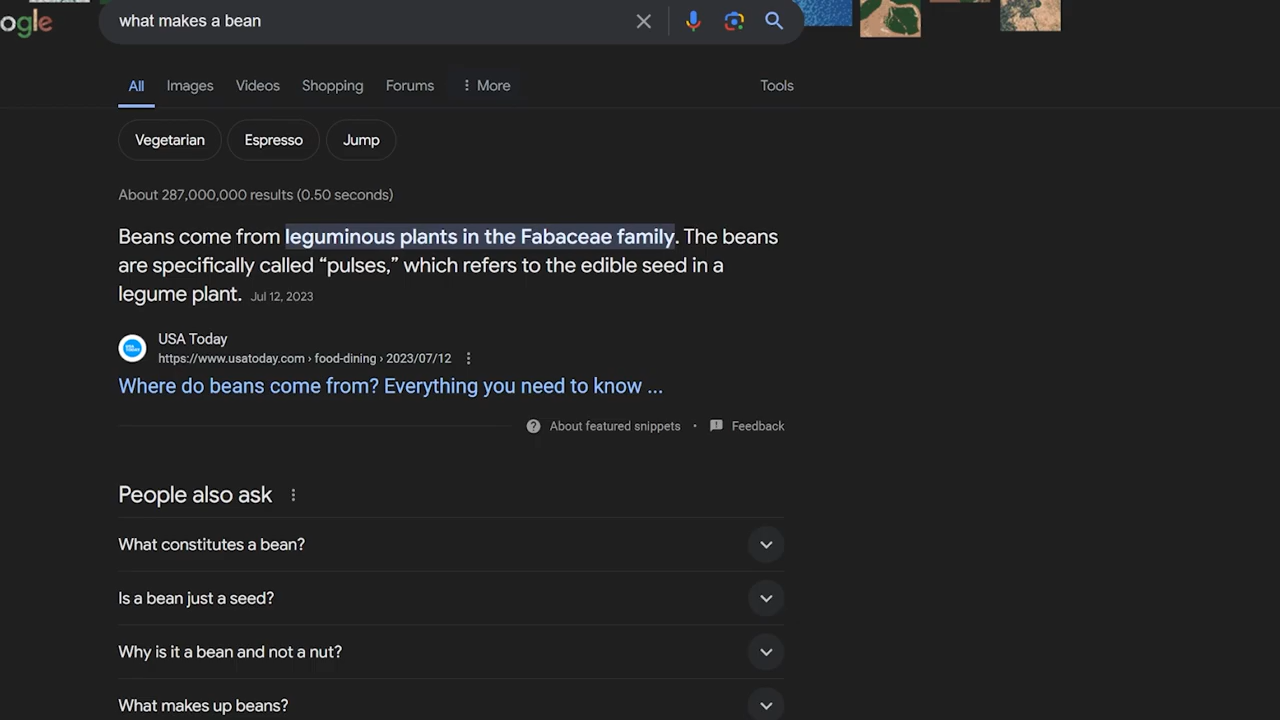 ogle
what makes a bean
All Images Videos Shopping Forums More Tools
Vegetarian Espresso Jump
About 287,000,000 results (0.50 seconds)
Beans come from leguminous plants in the Fabaceae family. The beans
are specifically called “pulses,” which refers to the edible seed in a
legume plant. Jul 12, 2023
USA Today
https://www.usatoday.com › food-dining › 2023/07/12
Where do beans come from? Everything you need to know ...
About featured snippets • Feedback
People also ask
What constitutes a bean?
Is a bean just a seed?
Why is it a bean and not a nut?
What makes up beans?